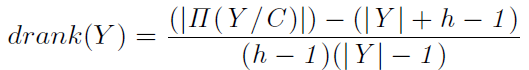 drank(Y) = (|Π(Y/C)|) − (|Y| + h − 1) / (h − 1)(|Y| − 1)